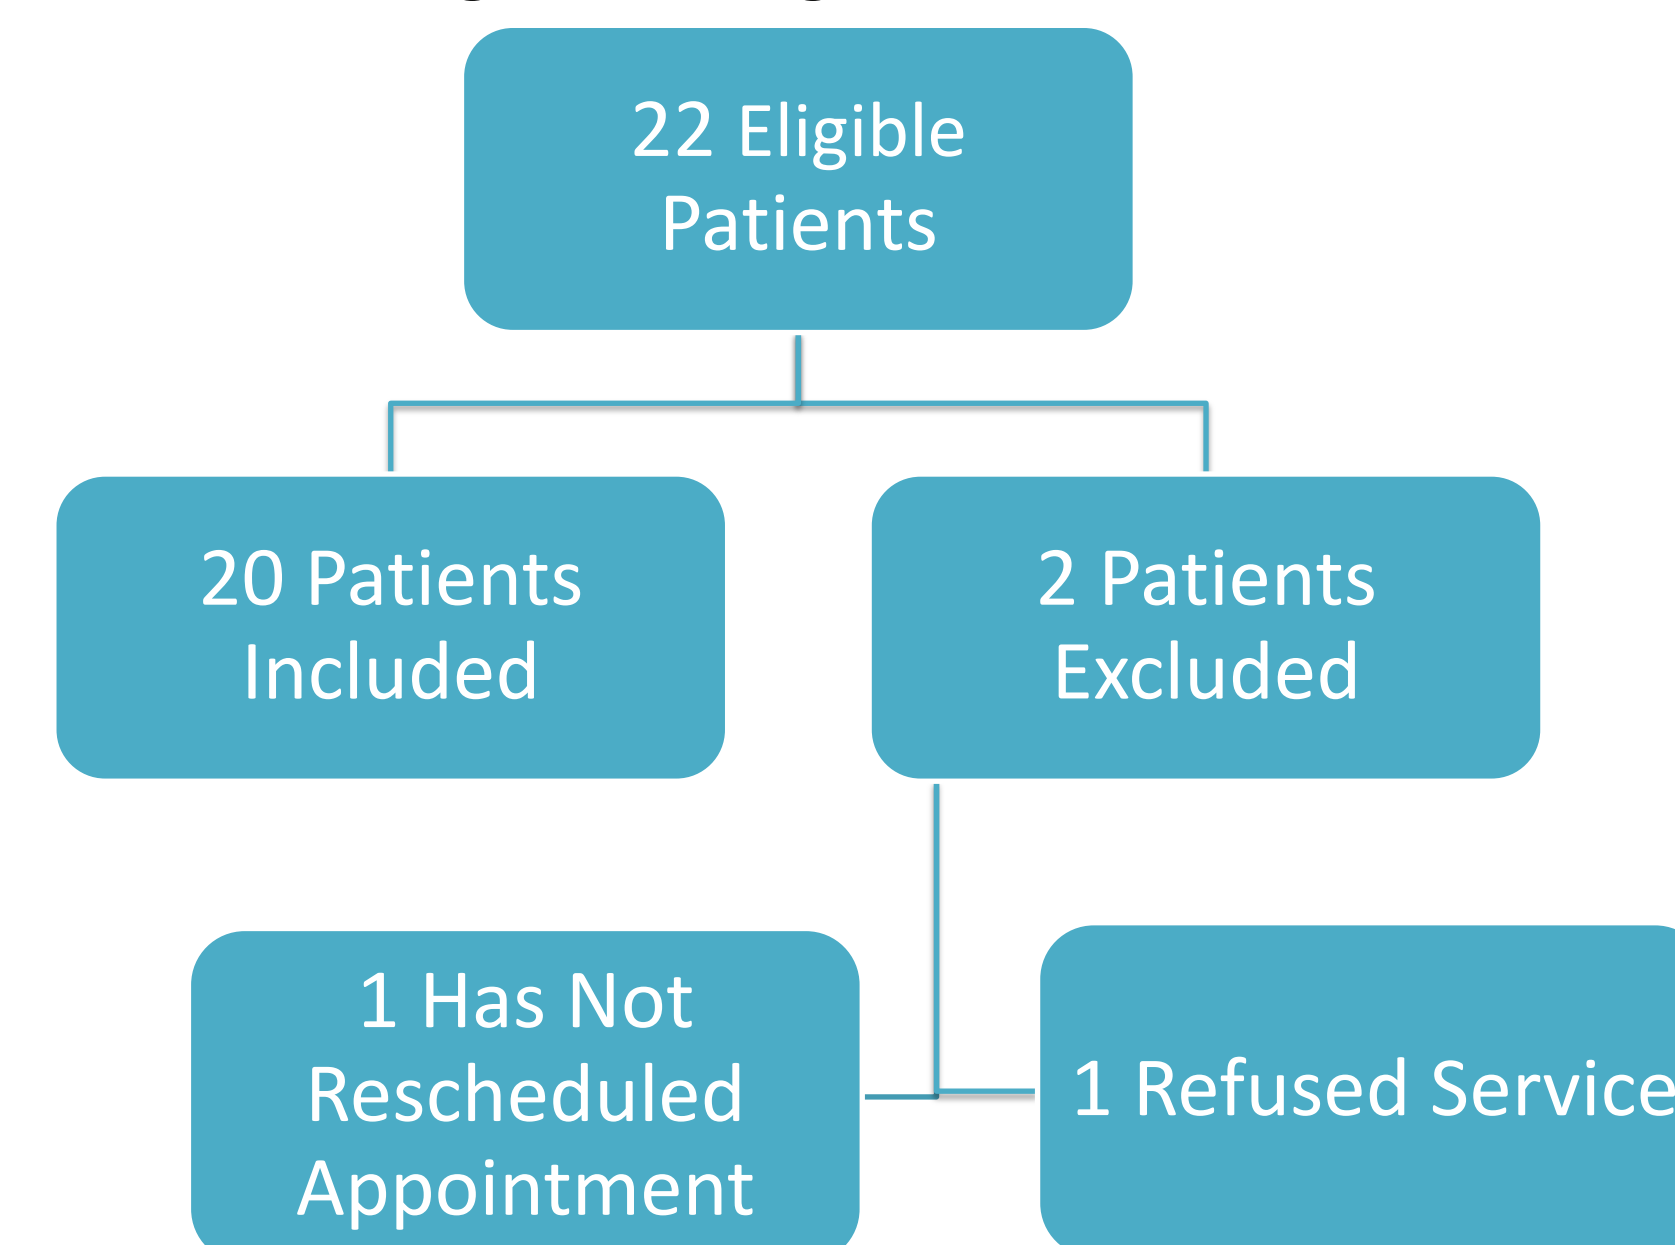 22 Eligible
Patients
20 Patients
Included
2 Patients
Excluded
1 Has Not
Rescheduled
Appointment
1 Refused Service